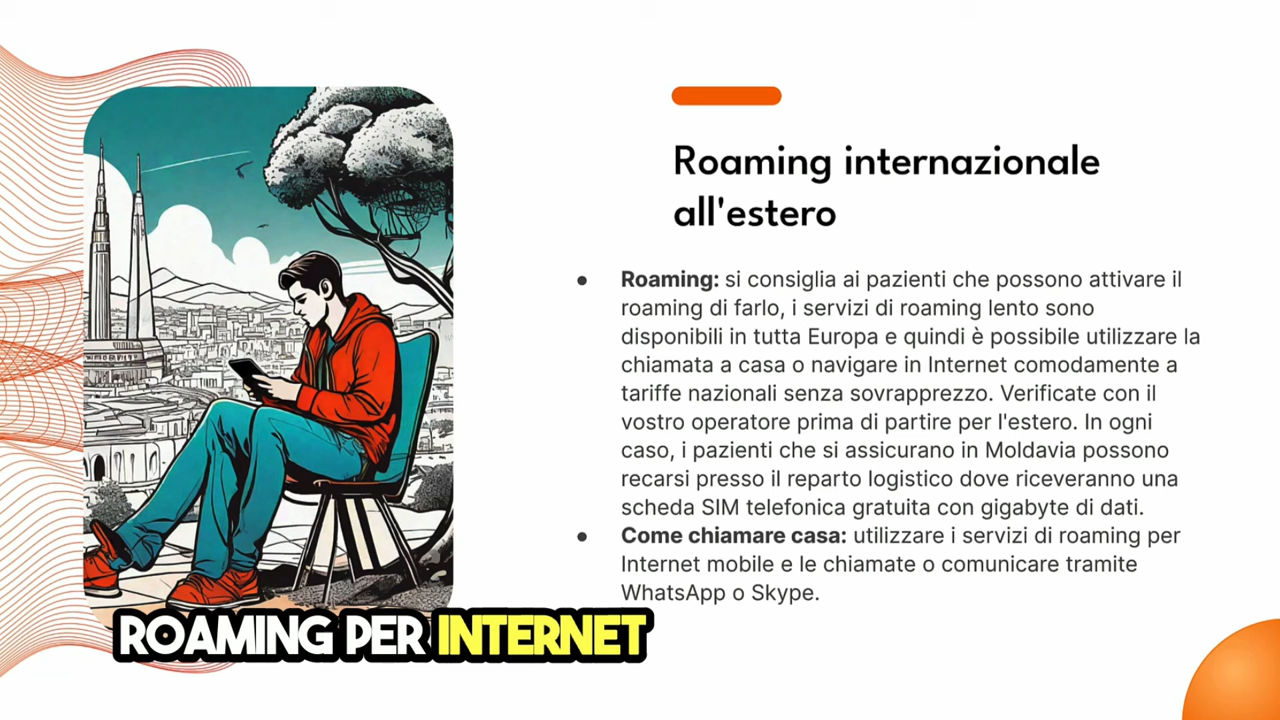 Roaming internazionale
all'estero
● Roaming: si consiglia ai pazienti che possono attivare il
roaming di farlo, i servizi di roaming lento sono
disponibili in tutta Europa e quindi è possibile utilizzare la
chiamata a casa o navigare in Internet comodamente a
tariffe nazionali senza sovrapprezzo. Verificate con il
vostro operatore prima di partire per l'estero. In ogni
caso, i pazienti che si assicurano in Moldavia possono
recarsi presso il reparto logistico dove riceveranno una
scheda SIM telefonica gratuita con gigabyte di dati.
● Come chiamare casa: utilizzare i servizi di roaming per
Internet mobile e le chiamate o comunicare tramite
WhatsApp o Skype.
ROAMING PER INTERNET